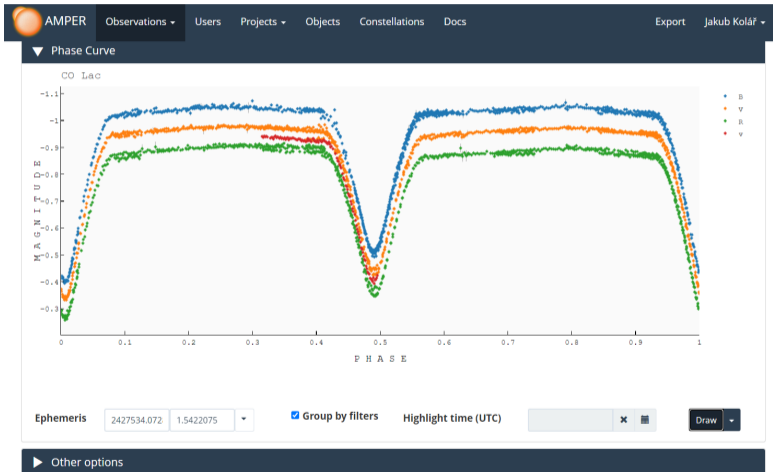 AMPER Observations Users Projects Objects Constellations Docs Export Jakub Kolář
Phase Curve
CO Lac
B
V
R
v
MAGNITUDE
-1.1
-1
-0.9
-0.8
-0.7
-0.6
-0.5
-0.4
-0.3
0 0.1 0.2 0.3 0.4 0.5 0.6 0.7 0.8 0.9 1
PHASE
Ephemeris 2427534.072 1.5422075 Group by filters Highlight time (UTC) Draw
Other options